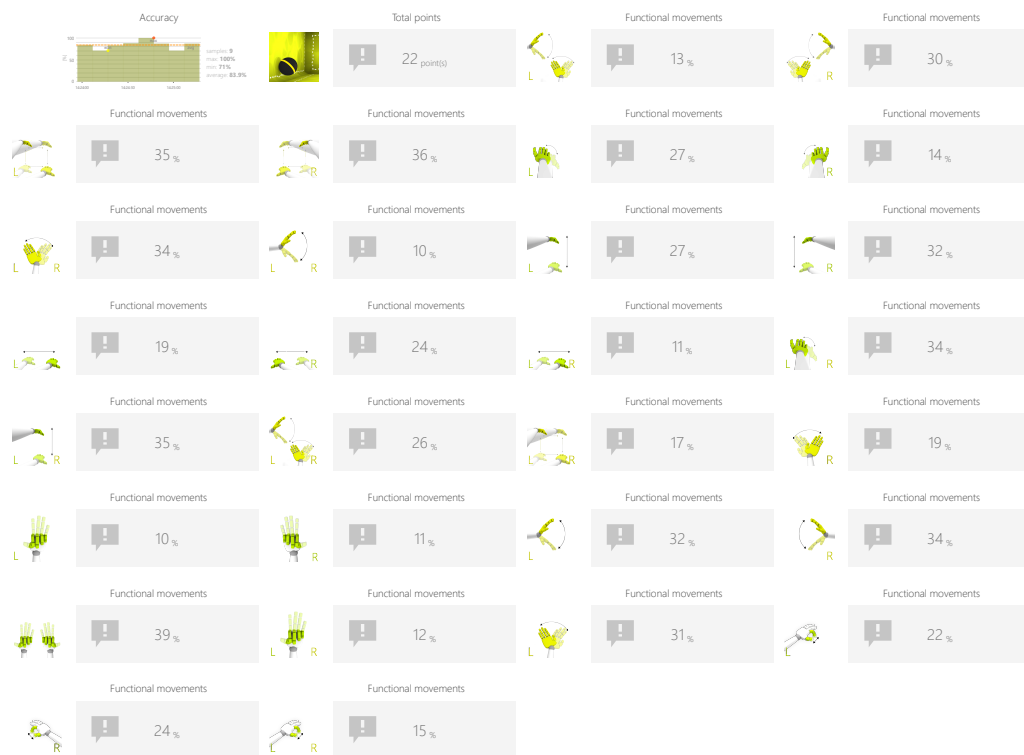 Accuracy Total points Functional movements Functional movements
100
50
0
[%]
samples: 9
max: 100%
min: 71%
average: 83.9%
22 point(s)
L 13 %
R 30 %
Functional movements Functional movements Functional movements Functional movements
L 35 %
R 36 %
L 27 %
R 14 %
Functional movements Functional movements Functional movements Functional movements
L R 34 %
L R 10 %
L 27 %
R 32 %
Functional movements Functional movements Functional movements Functional movements
L 19 %
R 24 %
L R 11 %
L R 34 %
Functional movements Functional movements Functional movements Functional movements
L R 35 %
L R 26 %
L R 17 %
R 19 %
Functional movements Functional movements Functional movements Functional movements
L 10 %
R 11 %
L 32 %
R 34 %
Functional movements Functional movements Functional movements Functional movements
39 %
L R 12 %
L 31 %
L 22 %
Functional movements Functional movements
R 24 %
L R 15 %